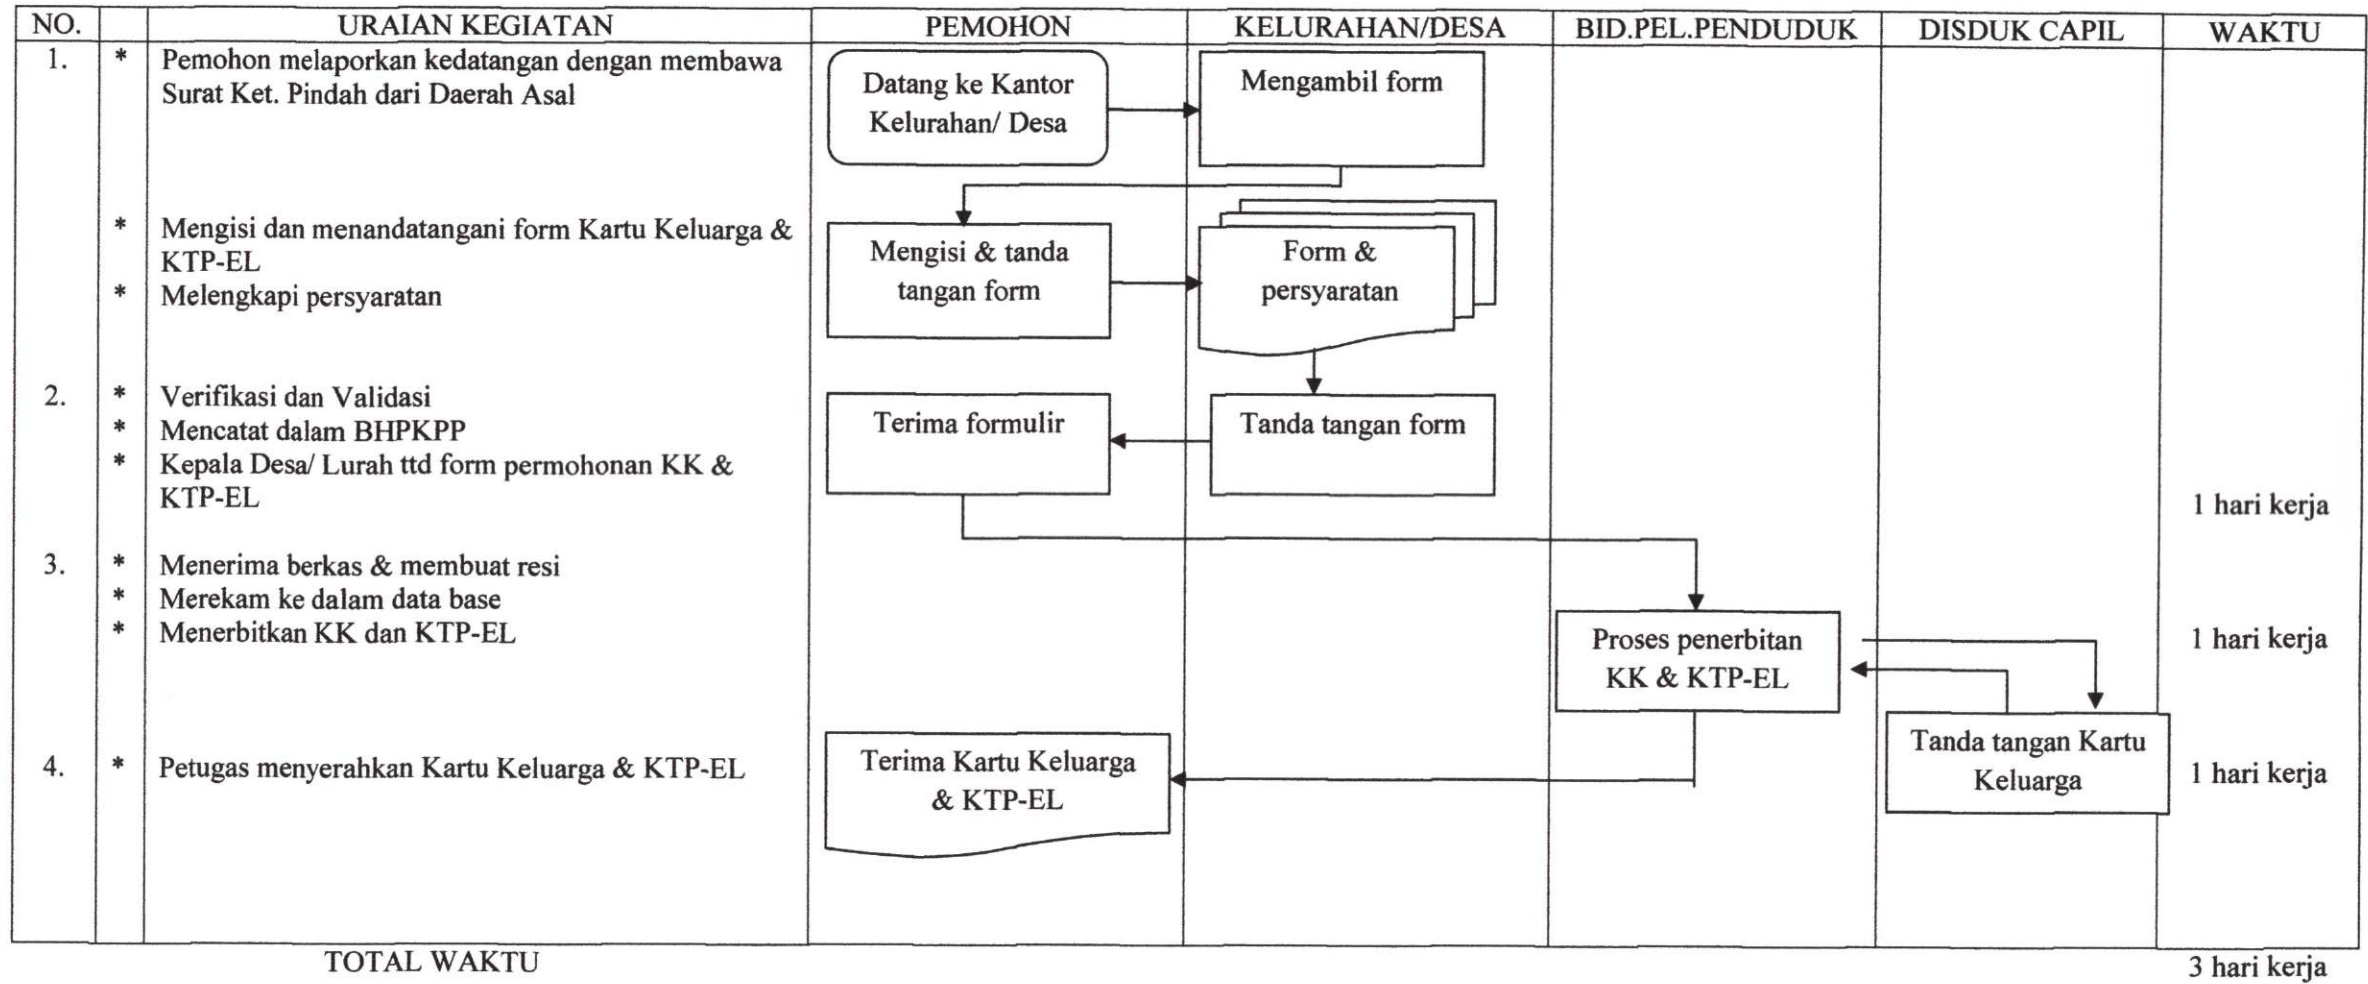 NO. URAIAN KEGIATAN PEMOHON KELURAHAN/DESA BID.PEL.PENDUDUK DISDUK CAPIL WAKTU
1. * Pemohon melaporkan kedatangan dengan membawa
Surat Ket. Pindah dari Daerah Asal
Datang ke Kantor
Kelurahan/ Desa
Mengambil form
* Mengisi dan menandatangani form Kartu Keluarga &
KTP-EL
* Melengkapi persyaratan
Mengisi & tanda
tangan form
Form &
persyaratan
2. * Verifikasi dan Validasi
* Mencatat dalam BHPKPP
* Kepala Desa/ Lurah ttd form permohonan KK &
KTP-EL
Terima formulir
Tanda tangan form
1 hari kerja
3. * Menerima berkas & membuat resi
* Merekam ke dalam data base
* Menerbitkan KK dan KTP-EL
Proses penerbitan
KK & KTP-EL
1 hari kerja
4. * Petugas menyerahkan Kartu Keluarga & KTP-EL
Terima Kartu Keluarga
& KTP-EL
Tanda tangan Kartu
Keluarga
1 hari kerja
TOTAL WAKTU 3 hari kerja